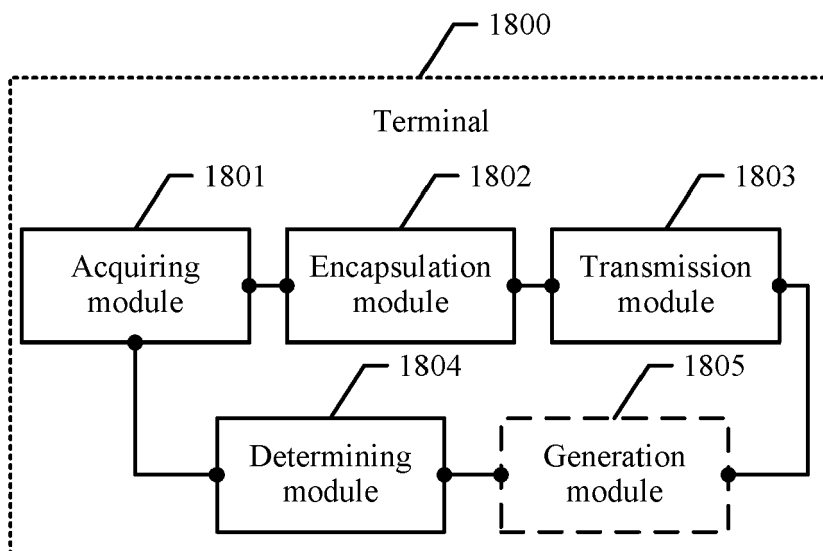 1800
Terminal
1801
1802
1803
Acquiring
module
Encapsulation
module
Transmission
module
1804
1805
Determining
module
Generation
module